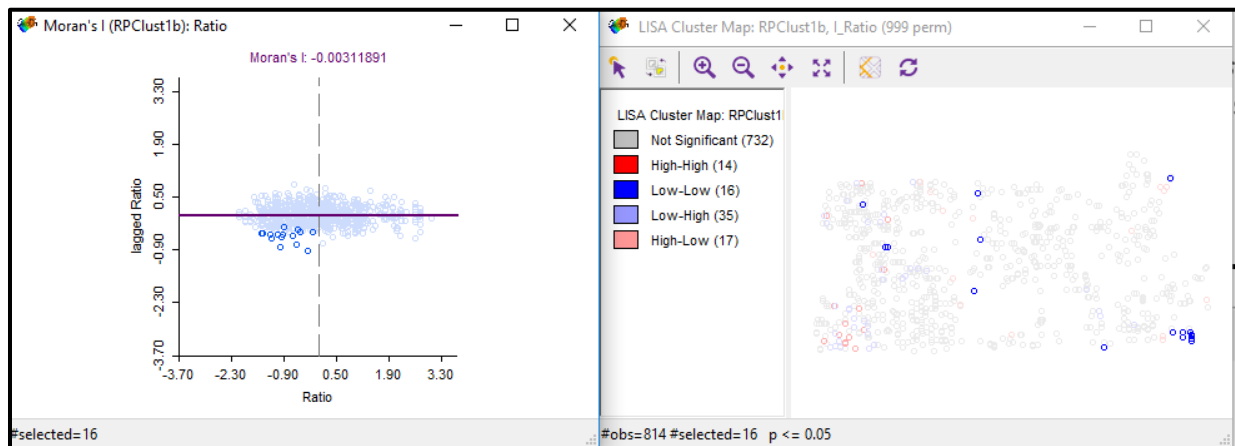 Moran's I (RPClust1b): Ratio
Moran's I: -0.00311891
3.30
1.90
0.50
-0.90
-2.30
-3.70
lagged Ratio
-3.70 -2.30 -0.90 0.50 1.90 3.30
Ratio
#selected=16
LISA Cluster Map: RPClust1b, I_Ratio (999 perm)
LISA Cluster Map: RPClust1
Not Significant (732)
High-High (14)
Low-Low (16)
Low-High (35)
High-Low (17)
#obs=814 #selected=16 p <= 0.05